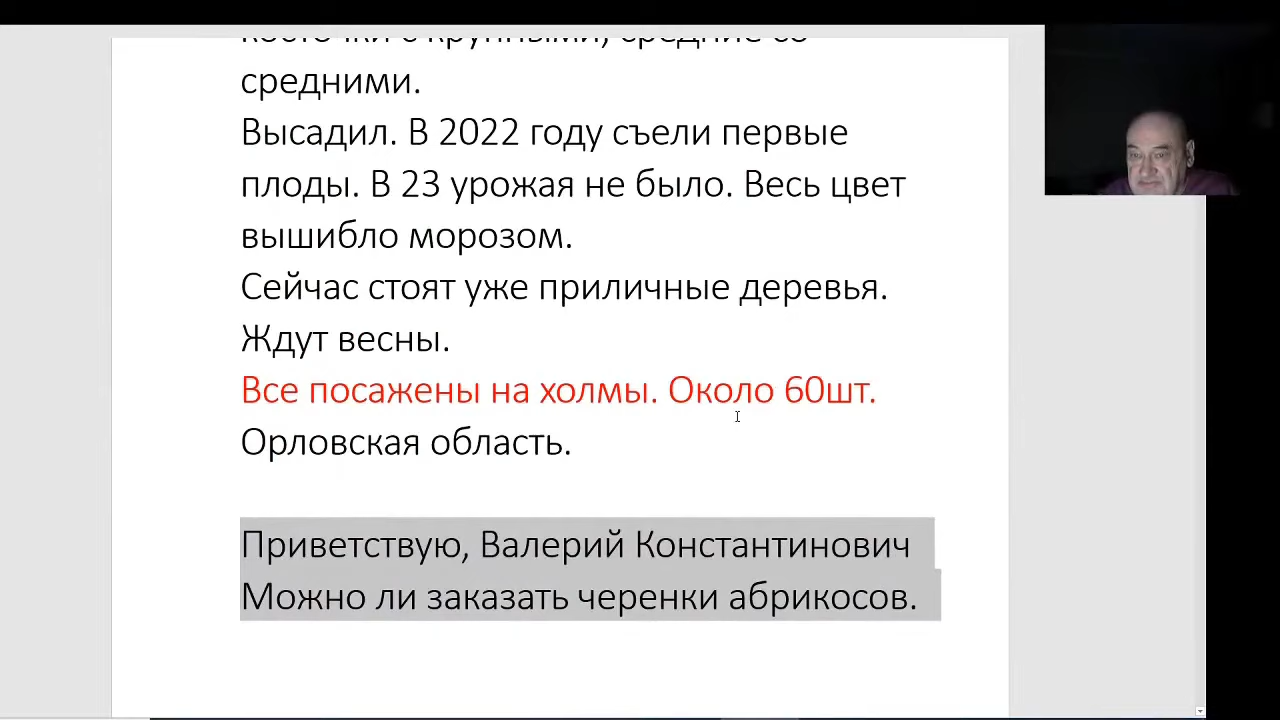 средними.
Высадил. В 2022 году съели первые
плоды. В 23 урожая не было. Весь цвет
вышибло морозом.
Сейчас стоят уже приличные деревья.
Ждут весны.
Все посажены на холмы. Около 60шт.
Орловская область.
Приветствую, Валерий Константинович
Можно ли заказать черенки абрикосов.